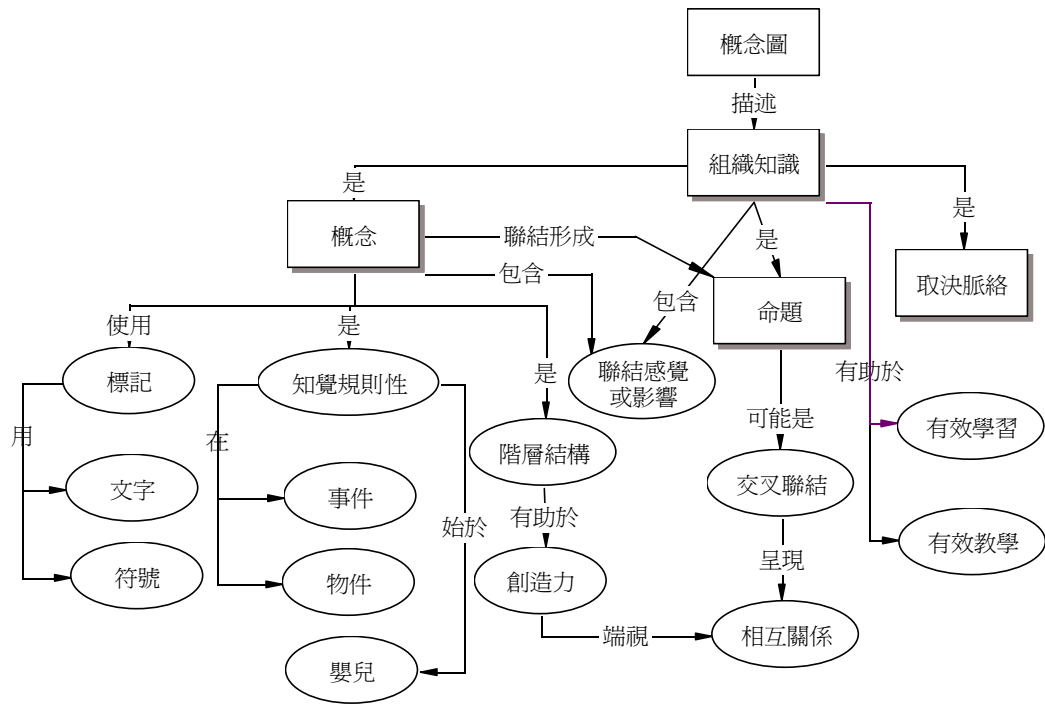 概念圖
描述
組織知識
是
是
概念
聯結形成
是
取決脈絡
包含
包含
命題
使用
是
標記
知覺規則性
是
聯結感覺
或影響
有助於
可能是
用
在
階層結構
有效學習
文字
事件
交叉聯結
始於
有助於
有效教學
符號
物件
創造力
呈現
端視
相互關係
嬰兒